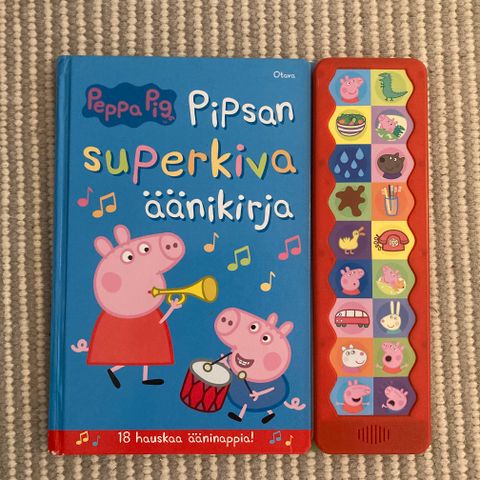 Otava
Peppa Pig
Pipsan
superkiva
äänikirja
18 hauskaa ääninappia!